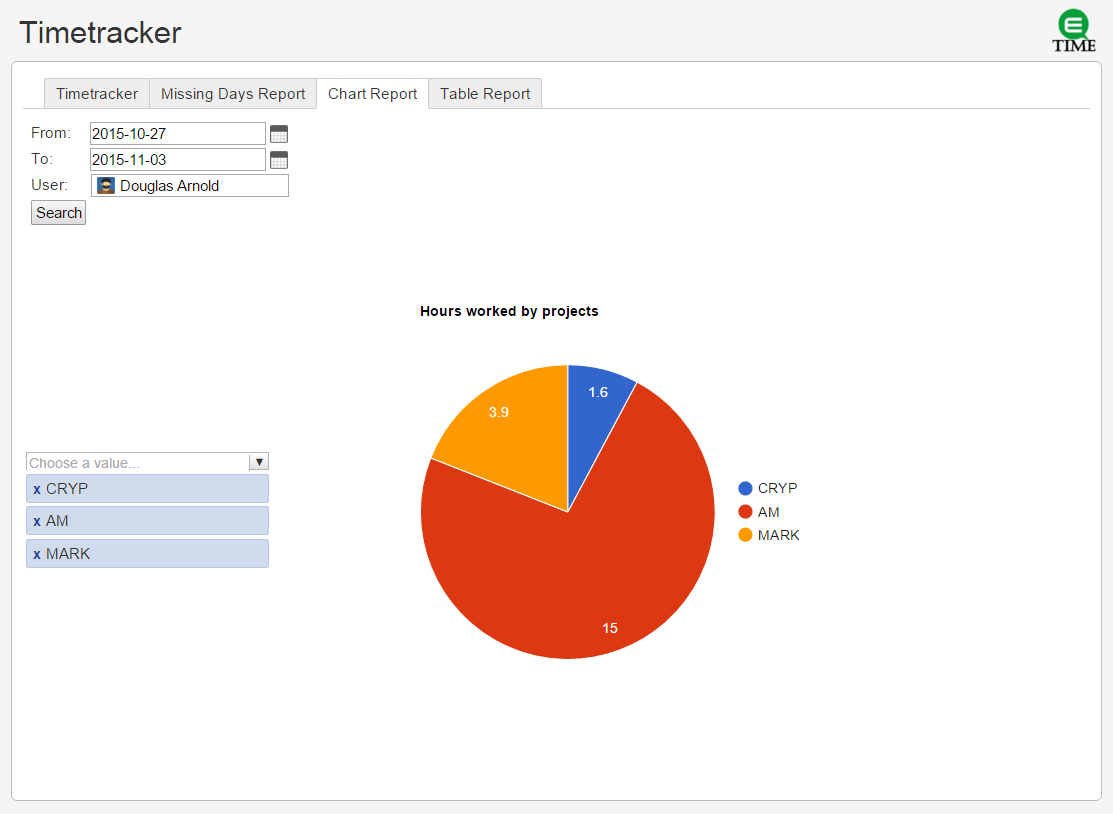 Timetracker
E
TIME
Timetracker Missing Days Report Chart Report Table Report
From: 2015-10-27
To: 2015-11-03
User: Douglas Arnold
Search
Hours worked by projects
1.6
3.9
Choose a value... ▼
x CRYP
x AM
x MARK
CRYP
AM
MARK
15